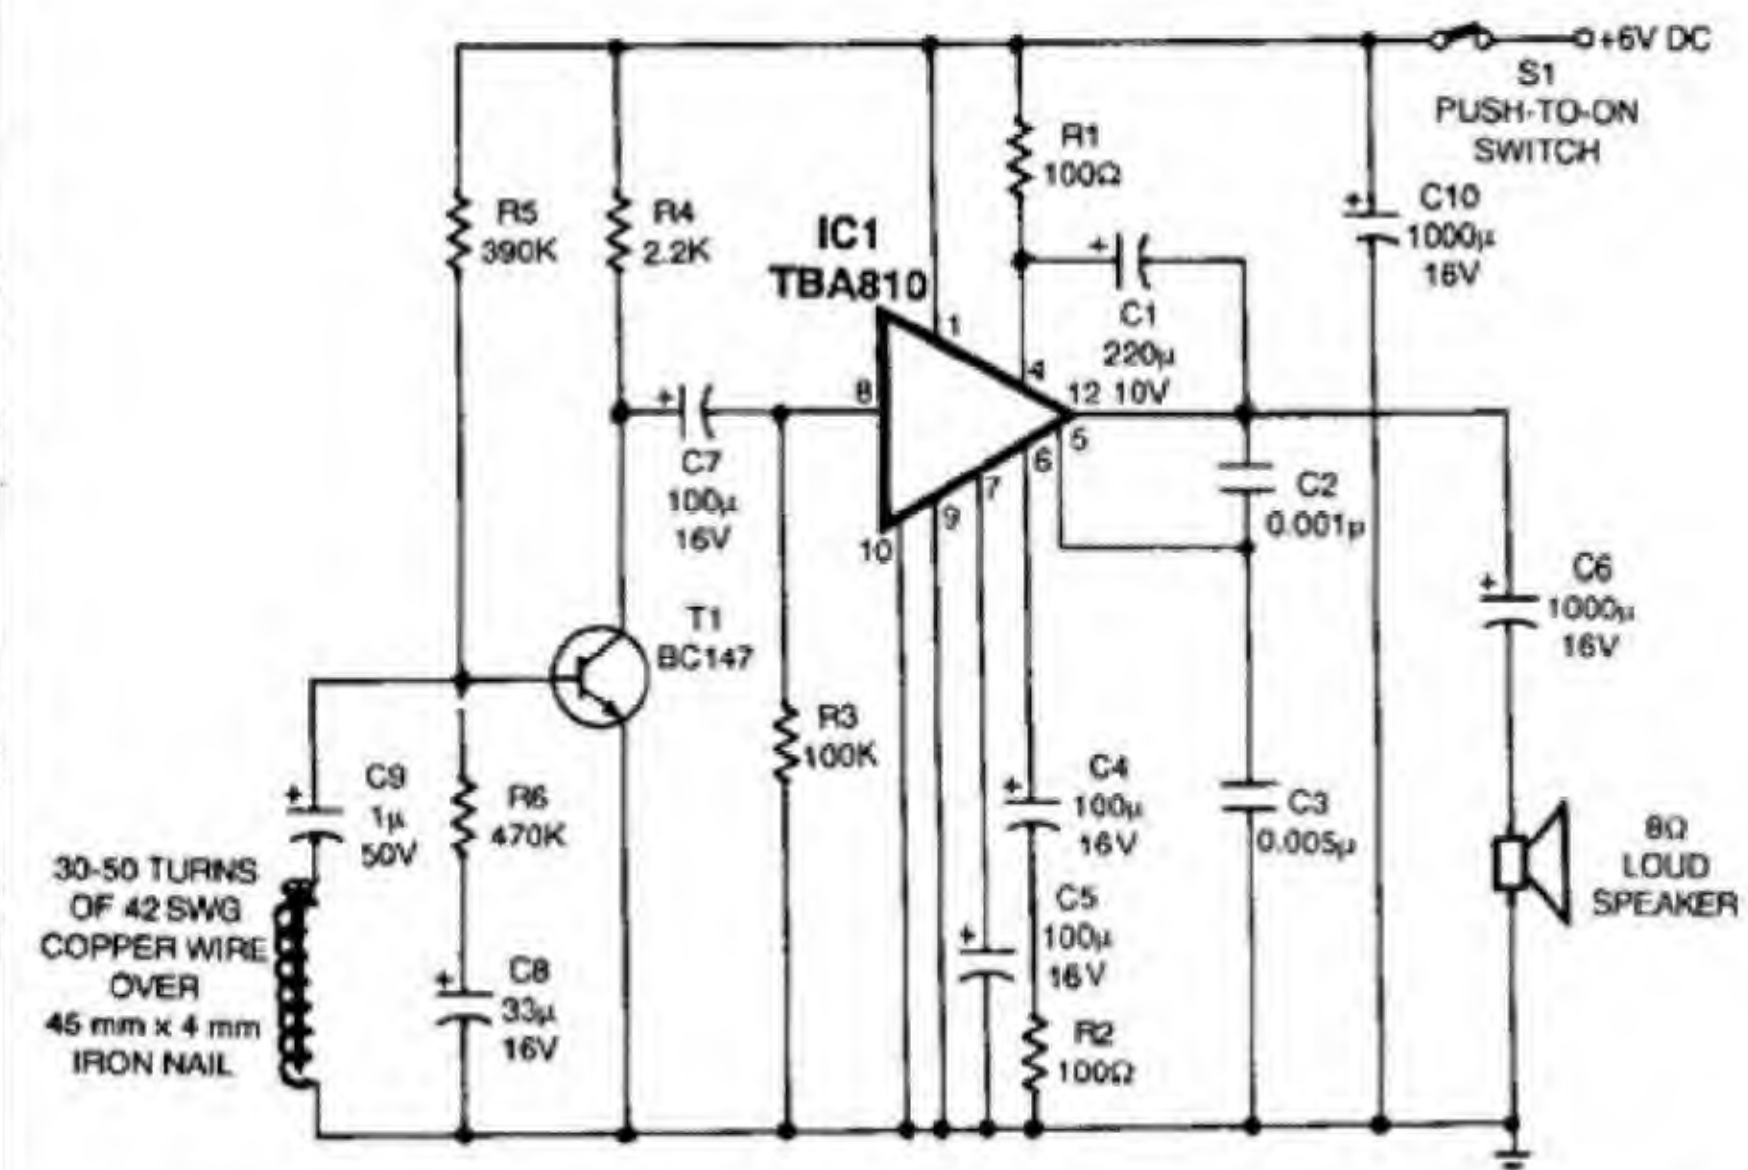 +6V DC
S1
PUSH-TO-ON
SWITCH
R1
100Ω
C10
1000µ
16V
+
R5
390K
R4
2.2K
IC1
TBA810
+
C1
220µ
10V
1
4
12
8
+
C7
100µ
16V
5
6
7
9
10
C2
0.001µ
+
C6
1000µ
16V
T1
BC147
R3
100K
+
C9
1µ
50V
R6
470K
+
C4
100µ
16V
C3
0.005µ
8Ω
LOUD
SPEAKER
30-50 TURNS
OF 42 SWG
COPPER WIRE
OVER
45 mm x 4 mm
IRON NAIL
+
C8
33µ
16V
+
C5
100µ
16V
R2
100Ω